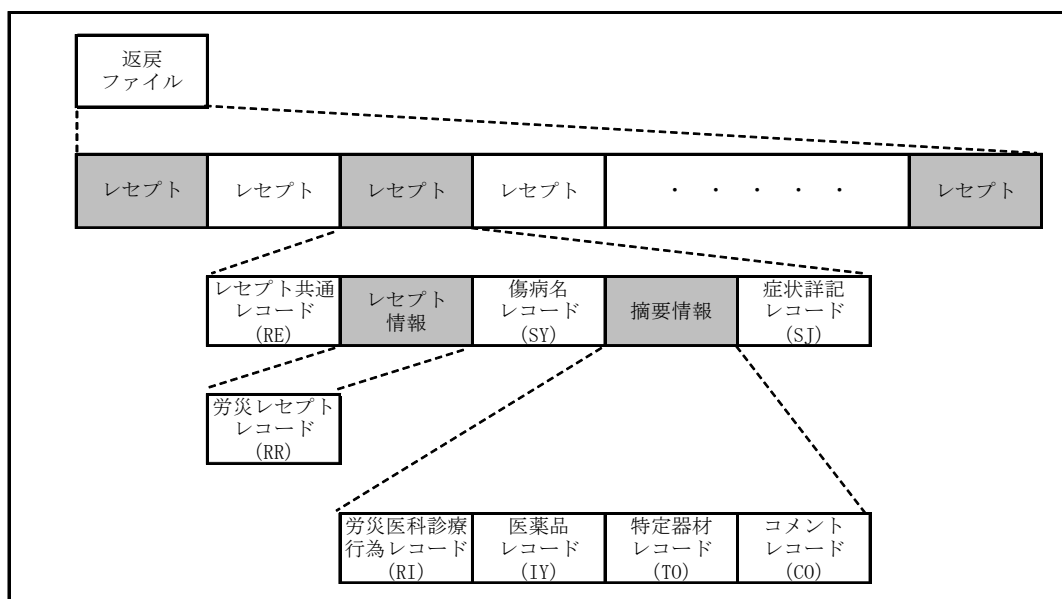 返戻
ファイル
レセプト
レセプト
レセプト
レセプト
・ ・ ・ ・ ・
レセプト
レセプト共通
レコード
(RE)
レセプト
情報
傷病名
レコード
(SY)
摘要情報
症状詳記
レコード
(SJ)
労災レセプト
レコード
(RR)
労災医科診療
行為レコード
(RI)
医薬品
レコード
(IY)
特定器材
レコード
(TO)
コメント
レコード
(CO)